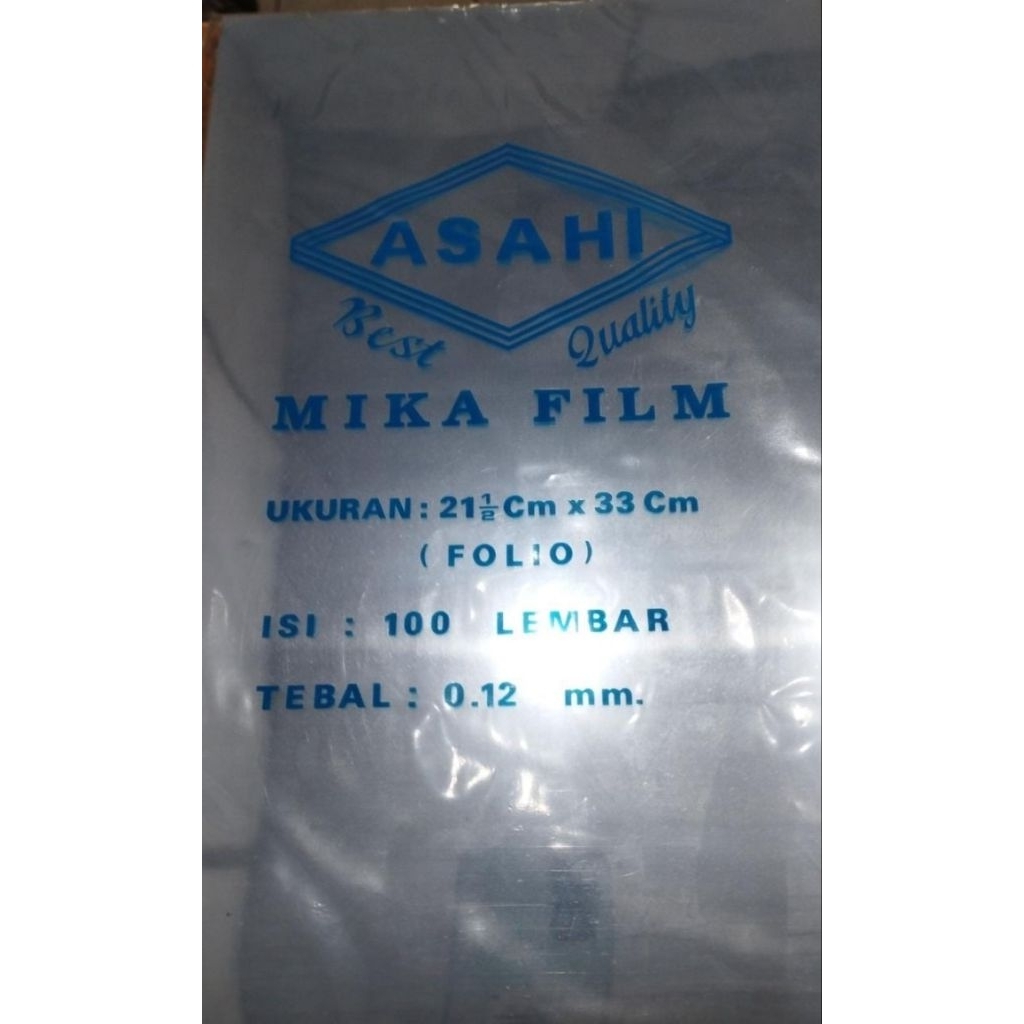 ASAHI
Best Quality
MIKA FILM
UKURAN : 21½ Cm x 33 Cm
( FOLIO )
ISI : 100 LEMBAR
TEBAL : 0.12 mm.